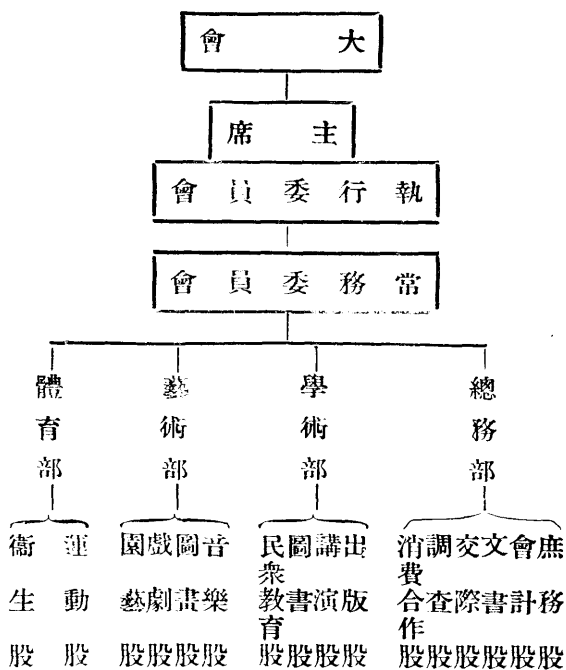 大會
主席
執行委員會
常務委員會
總務部
庶務股
會計股
文書股
交際股
調查股
消費合作股
學術部
出版股
講演股
圖書股
民衆教育股
藝術部
音樂股
圖畫股
戲劇股
園藝股
體育部
運動股
衞生股